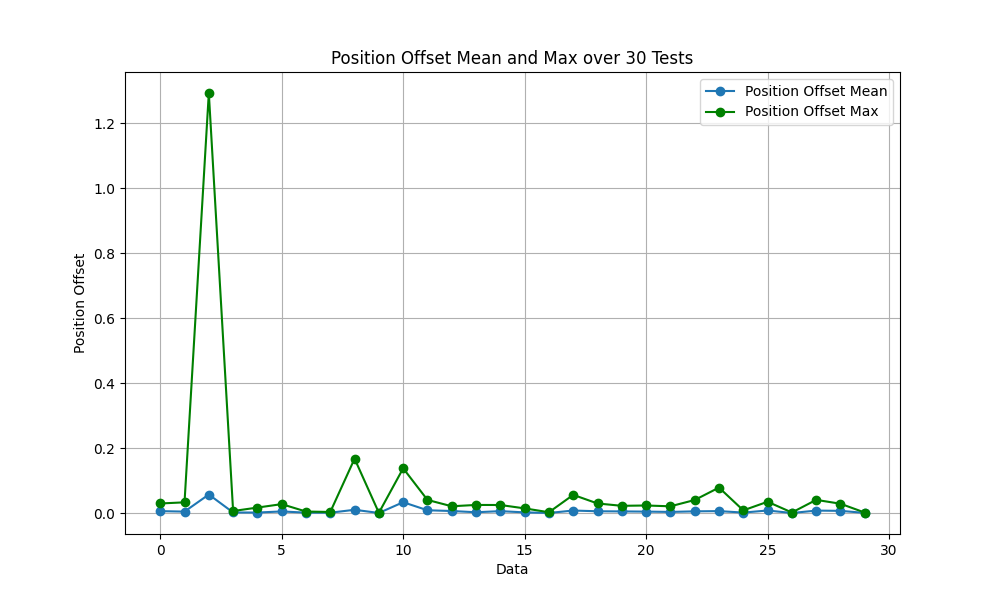 Position Offset Mean and Max over 30 Tests
Position Offset Mean
Position Offset Max
Position Offset
1.2
1.0
0.8
0.6
0.4
0.2
0.0
0 5 10 15 20 25 30
Data